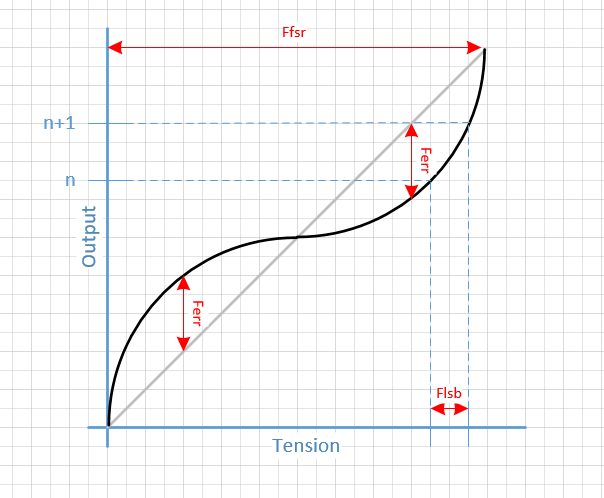 Ffsr
n+1
Ferr
n
Output
Ferr
Flsb
Tension